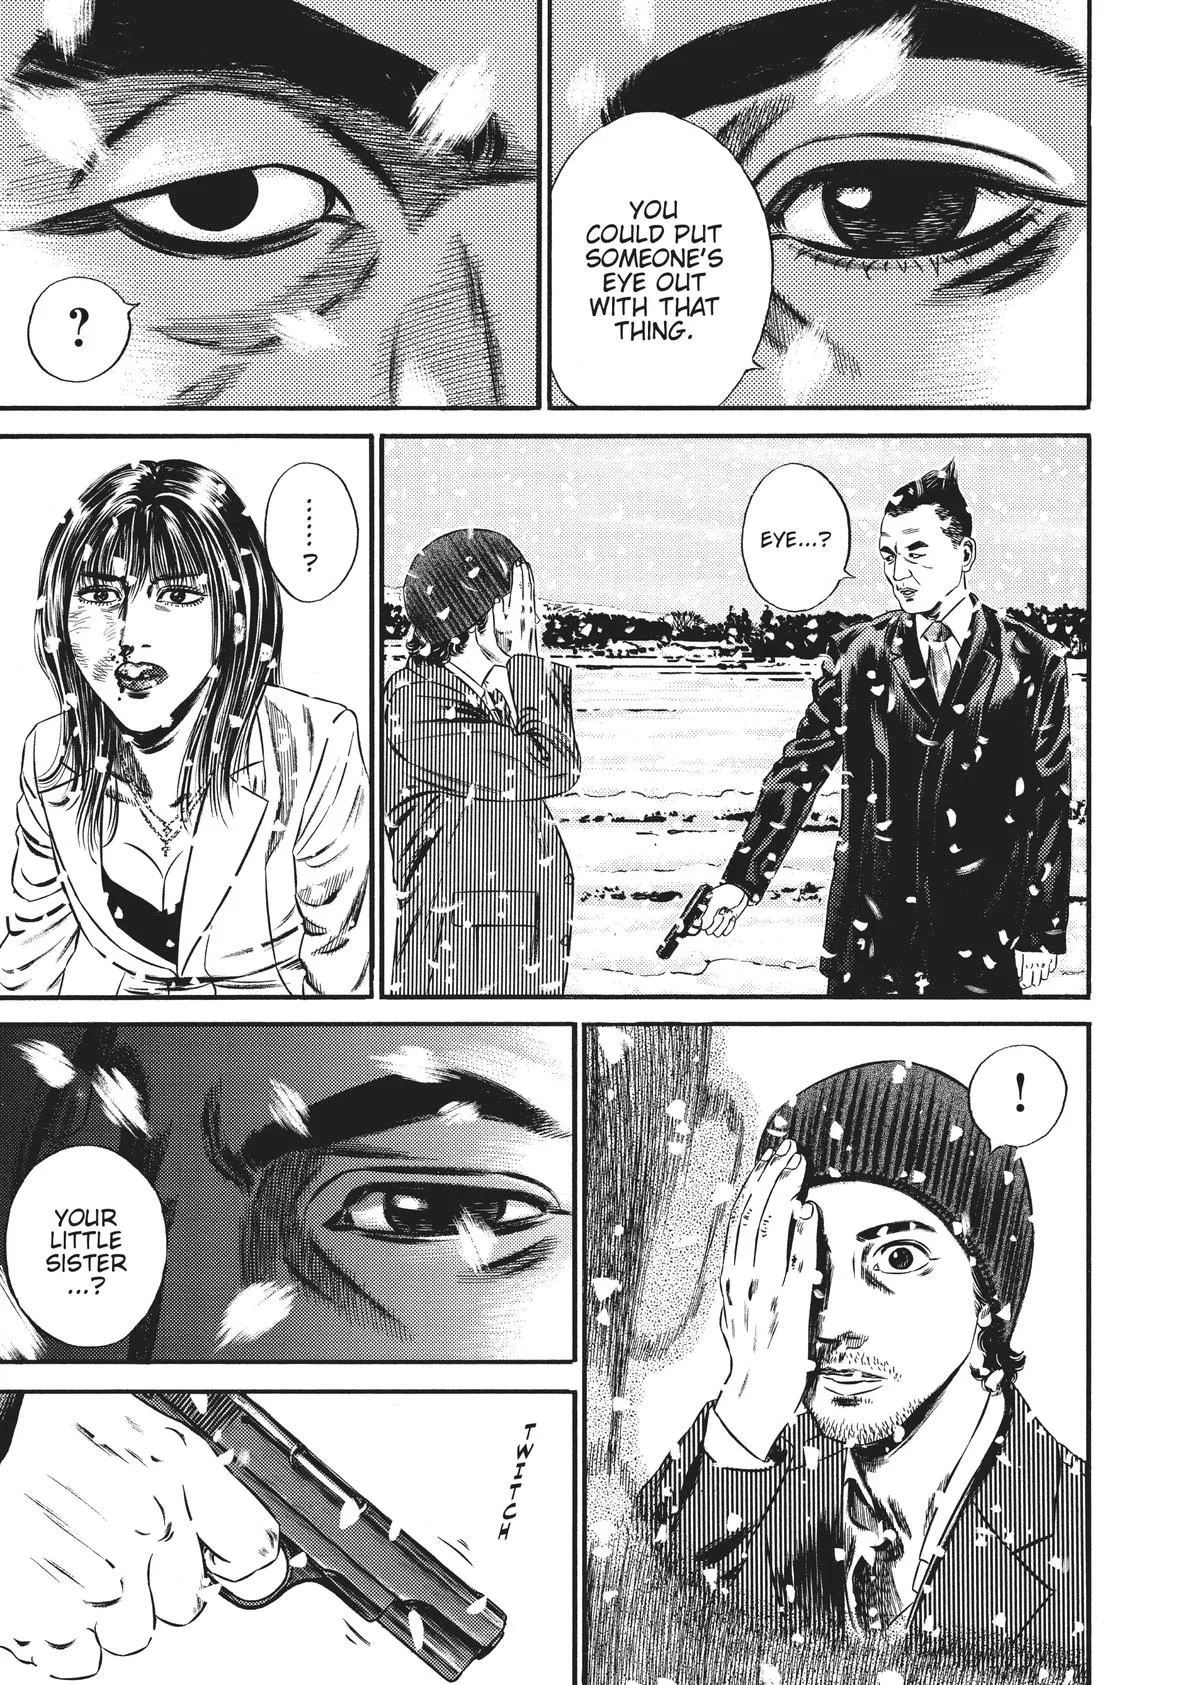 YOU
COULD PUT
SOMEONE'S
EYE OUT
WITH THAT
THING.
?
EYE...?
......?
!
YOUR
LITTLE
SISTER
...?
TWITCH